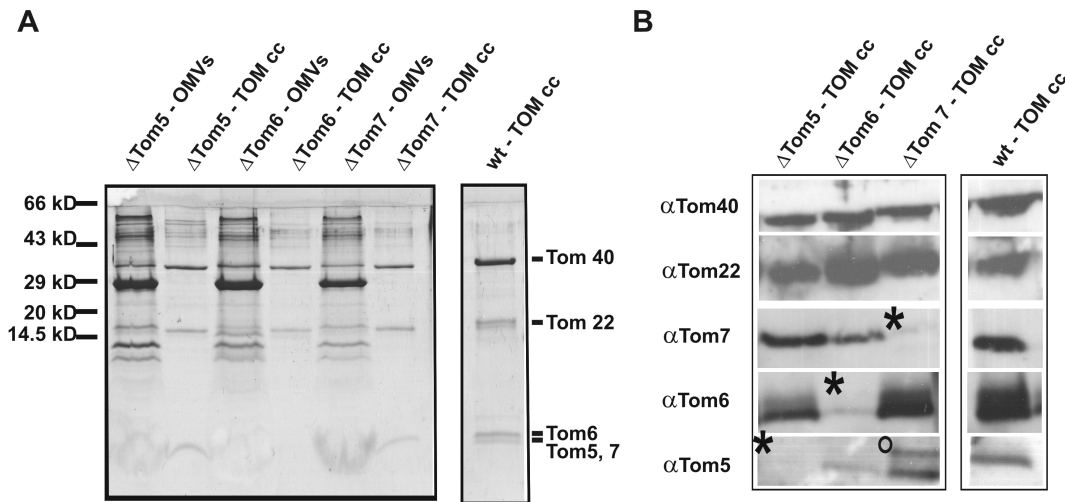 A
ΔTom5 - OMVs
ΔTom5 - TOM cc
ΔTom6 - OMVs
ΔTom6 - TOM cc
ΔTom7 - OMVs
ΔTom7 - TOM cc
wt - TOM cc
66 kD
43 kD
29 kD
20 kD
14.5 kD
Tom 40
Tom 22
Tom6
Tom5, 7
B
ΔTom5 - TOM cc
ΔTom6 - TOM cc
ΔTom 7 - TOM cc
wt - TOM cc
αTom40
αTom22
αTom7
*
αTom6
*
αTom5
*